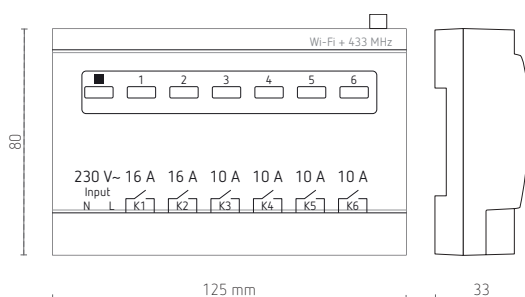 Wi-Fi + 433 MHz
1 2 3 4 5 6
80
230 V~ 16 A 16 A 10 A 10 A 10 A 10 A
Input
N L K1 K2 K3 K4 K5 K6
125 mm 33